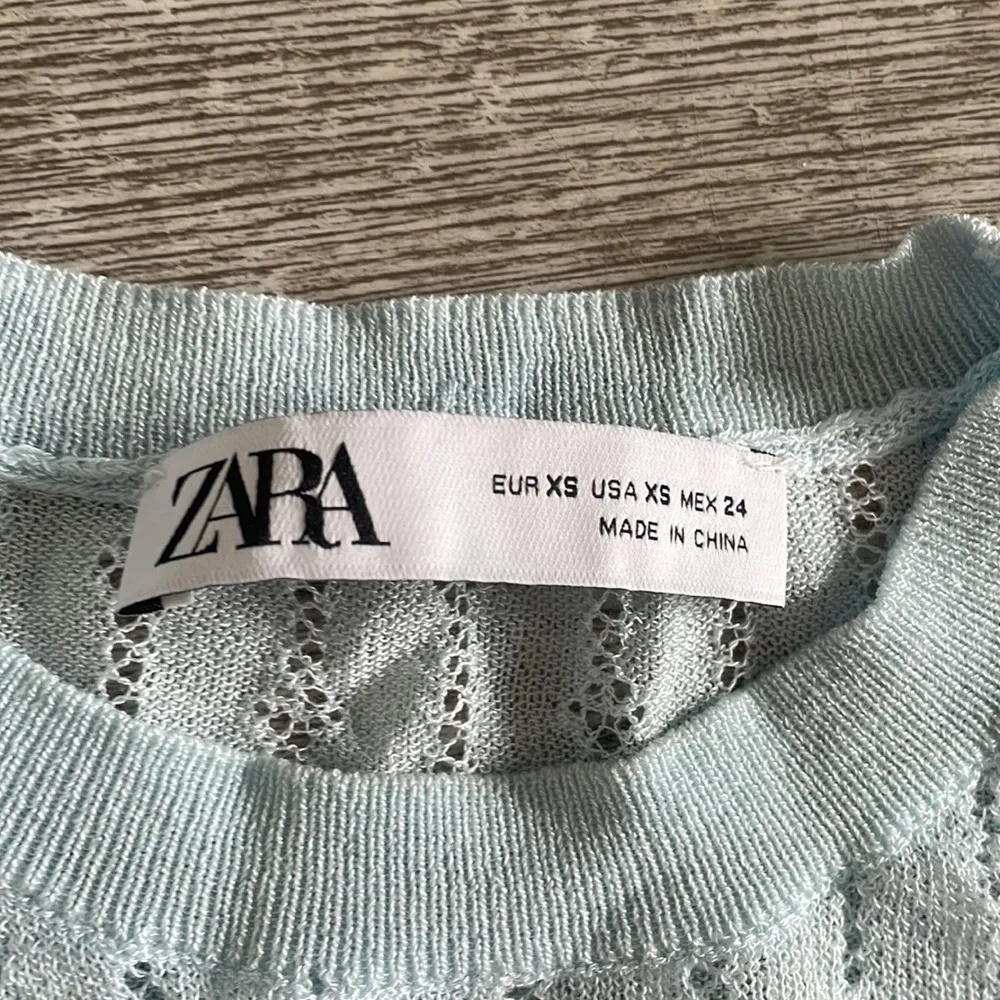 ZARA
EUR XS USA XS MEX 24
MADE IN CHINA